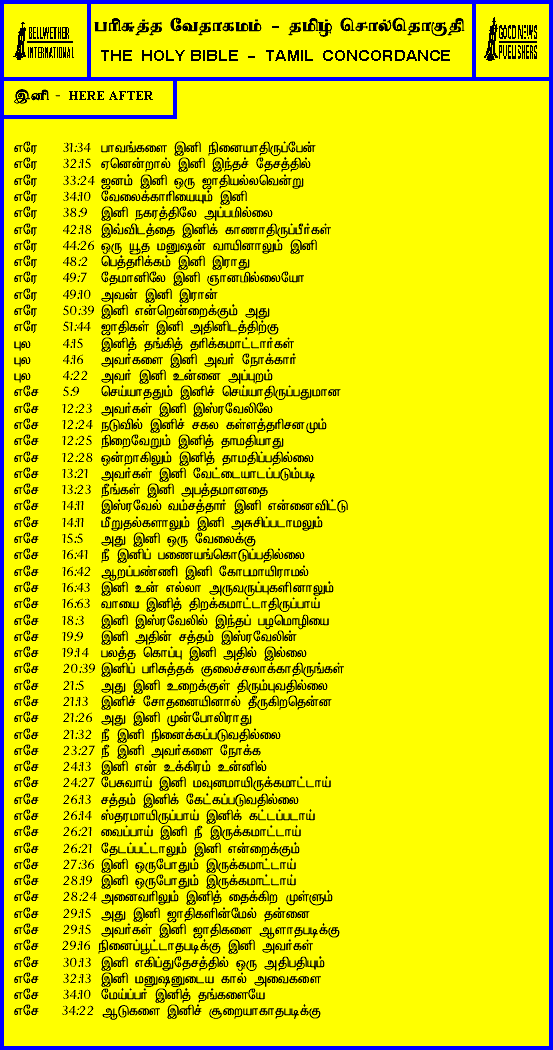 BELLWETHER
INTERNATIONAL
பரிசுத்த வேதாகமம் - தமிழ் சொல்தொகுதி
THE HOLY BIBLE - TAMIL CONCORDANCE
GOOD NEWS
PUBLISHERS
இனி - HERE AFTER
எரே 31:34 பாவங்களை இனி நினையாதிருப்பேன்
எரே 32:15 ஏனென்றால் இனி இந்தச் தேசத்தில்
எரே 33:24 ஜனம் இனி ஒரு ஜாதியல்லவென்று
எரே 34:10 வேலைக்காரியையும் இனி
எரே 38:9 இனி நகரத்திலே அப்பமில்லை
எரே 42:18 இவ்விடத்தை இனிக் காணாதிருப்பீர்கள்
எரே 44:26 ஒரு யூத மனுஷன் வாயினாலும் இனி
எரே 48:2 பெத்தரிக்கம் இனி இராது
எரே 49:7 தேமானிலே இனி ஞானமில்லையோ
எரே 49:10 அவன் இனி இரான்
எரே 50:39 இனி என்றென்றைக்கும் அது
எரே 51:44 ஜாதிகள் இனி அதினிடத்திற்கு
புல 4:15 இனித் தங்கித் தரிக்கமாட்டார்கள்
புல 4:16 அவர்களை இனி அவர் நோக்கார்
புல 4:22 அவர் இனி உன்னை அப்புறம்
எசே 5:9 செய்யாததும் இனிச் செய்யாதிருப்பதுமான
எசே 12:23 அவர்கள் இனி இஸ்ரவேலிலே
எசே 12:24 நடுவில் இனிச் சகல கள்ளத்தரிசனமும்
எசே 12:25 நிறைவேறும் இனித் தாமதியாது
எசே 12:28 ஒன்றாகிலும் இனித் தாமதிப்பதில்லை
எசே 13:21 அவர்கள் இனி வேட்டையாடப்படும்படி
எசே 13:23 நீங்கள் இனி அபத்தமானதை
எசே 14:11 இஸ்ரவேல் வம்சத்தார் இனி என்னைவிட்டு
எசே 14:11 மீறுதல்களாலும் இனி அசுசிப்படாமலும்
எசே 15:5 அது இனி ஒரு வேலைக்கு
எசே 16:41 நீ இனிப் பணையங்கொடுப்பதில்லை
எசே 16:42 ஆறப்பண்ணி இனி கோபமாயிராமல்
எசே 16:43 இனி உன் எல்லா அருவருப்புகளினாலும்
எசே 16:63 வாயை இனித் திறக்கமாட்டாதிருப்பாய்
எசே 18:3 இனி இஸ்ரவேலில் இந்தப் பழமொழியை
எசே 19:9 இனி அதின் சத்தம் இஸ்ரவேலின்
எசே 19:14 பலத்த கொப்பு இனி அதில் இல்லை
எசே 20:39 இனிப் பரிசுத்தக் குலைச்சலாக்காதிருங்கள்
எசே 21:5 அது இனி உறைக்குள் திரும்புவதில்லை
எசே 21:13 இனிச் சோதனையினால் தீருகிறதென்ன
எசே 21:26 அது இனி முன்போலிராது
எசே 21:32 நீ இனி நினைக்கப்படுவதில்லை
எசே 23:27 நீ இனி அவர்களை நோக்க
எசே 24:13 இனி என் உக்கிரம் உன்னில்
எசே 24:27 பேசுவாய் இனி மவுனமாயிருக்கமாட்டாய்
எசே 26:13 சத்தம் இனிக் கேட்கப்படுவதில்லை
எசே 26:14 ஸ்தரமாயிருப்பாய் இனிக் கட்டப்படாய்
எசே 26:21 வைப்பாய் இனி நீ இருக்கமாட்டாய்
எசே 26:21 தேடப்பட்டாலும் இனி என்றைக்கும்
எசே 27:36 இனி ஒருபோதும் இருக்கமாட்டாய்
எசே 28:19 இனி ஒருபோதும் இருக்கமாட்டாய்
எசே 28:24 அனைவரிலும் இனித் தைக்கிற முள்ளும்
எசே 29:15 அது இனி ஜாதிகளின்மேல் தன்னை
எசே 29:15 அவர்கள் இனி ஜாதிகளை ஆளாதபடிக்கு
எசே 29:16 நினைப்பூட்டாதபடிக்கு இனி அவர்கள்
எசே 30:13 இனி எகிப்துதேசத்தில் ஒரு அதிபதியும்
எசே 32:13 இனி மனுஷனுடைய கால் அவைகளை
எசே 34:10 மேய்ப்பர் இனித் தங்களையே
எசே 34:22 ஆடுகளை இனிச் சூறையாகாதபடிக்கு